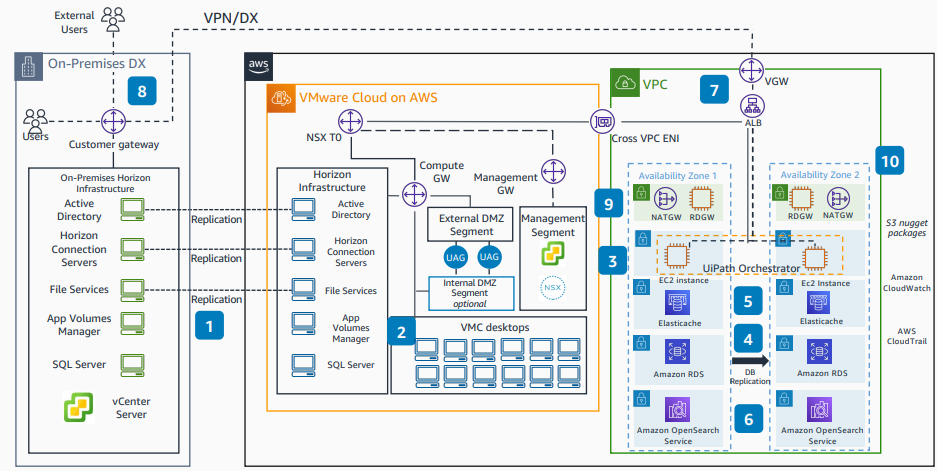 External
Users
VPN/DX
On-Premises DX
aws
8
Users
Customer gateway
VMware Cloud on AWS
NSX T0
Compute
GW
Management
GW
Cross VPC ENI
VPC
7
VGW
ALB
10
On-Premises Horizon
Infrastructure
Active
Directory
Horizon
Connection
Servers
File Services
App Volumes
Manager
SQL Server
vCenter
Server
Replication
Replication
Replication
1
Horizon
Infrastructure
Active
Directory
Horizon
Connection
Servers
File Services
App
Volumes
Manager
SQL Server
External DMZ
Segment
UAG
UAG
Internal DMZ
Segment
optional
Management
Segment
NSX
2
VMC desktops
9
3
Availability Zone 1
NATGW
RDGW
Availability Zone 2
RDGW
NATGW
UiPath Orchestrator
EC2 instance
Ec2 Instance
Elasticache
5
Elasticache
4
Amazon RDS
DB
Replication
Amazon RDS
6
Amazon OpenSearch
Service
Amazon OpenSearch
Service
S3 nugget
packages
Amazon
CloudWatch
AWS
CloudTrail